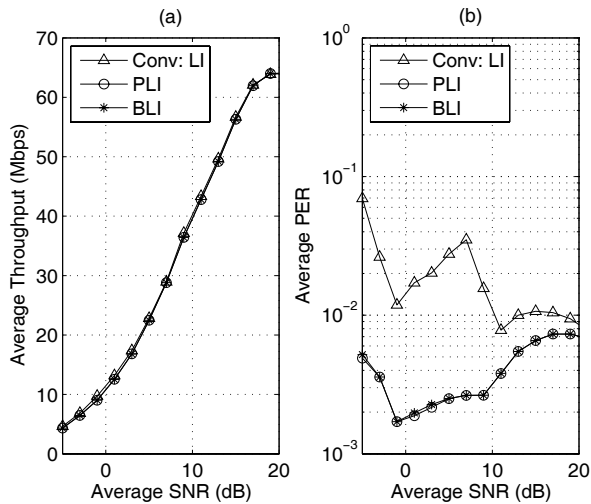 (a)
70
60
50
40
30
20
10
0
Average Throughput (Mbps)
Conv: LI
PLI
BLI
0
10
20
Average SNR (dB)
(b)
10^0
10^-1
10^-2
10^-3
Average PER
Conv: LI
PLI
BLI
0
10
20
Average SNR (dB)